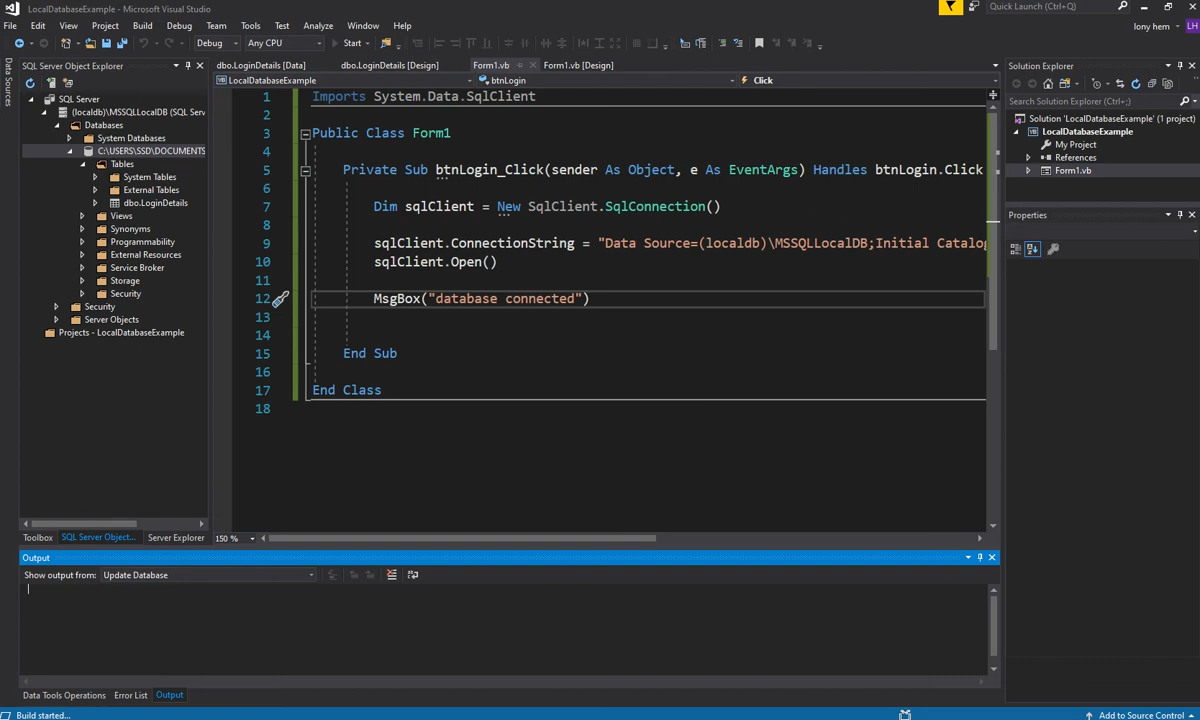 LocalDatabaseExample - Microsoft Visual Studio
Quick Launch (Ctrl+Q)
File Edit View Project Build Debug Team Tools Test Analyze Window Help
lony hern LH
Debug Any CPU Start
Data Sources
SQL Server Object Explorer
SQL Server
(localdb)\MSSQLLocalDB (SQL Serv
Databases
System Databases
C:\USERS\SSD\DOCUMENTS
Tables
System Tables
External Tables
dbo.LoginDetails
Views
Synonyms
Programmability
External Resources
Service Broker
Storage
Security
Security
Server Objects
Projects - LocalDatabaseExample
Toolbox SQL Server Object... Server Explorer
dbo.LoginDetails [Data] dbo.LoginDetails [Design] Form1.vb Form1.vb [Design]
LocalDatabaseExample btnLogin Click
1 Imports System.Data.SqlClient
2
3 Public Class Form1
4
5 Private Sub btnLogin_Click(sender As Object, e As EventArgs) Handles btnLogin.Click
6
7 Dim sqlClient = New SqlClient.SqlConnection()
8
9 sqlClient.ConnectionString = "Data Source=(localdb)\MSSQLLocalDB;Initial Catalog
10 sqlClient.Open()
11
12 MsgBox("database connected")
13
14
15 End Sub
16
17 End Class
18
150 %
Solution Explorer
Search Solution Explorer (Ctrl+;)
Solution 'LocalDatabaseExample' (1 project)
LocalDatabaseExample
My Project
References
Form1.vb
Properties
Output
Show output from: Update Database
Data Tools Operations Error List Output
Build started...
Add to Source Control